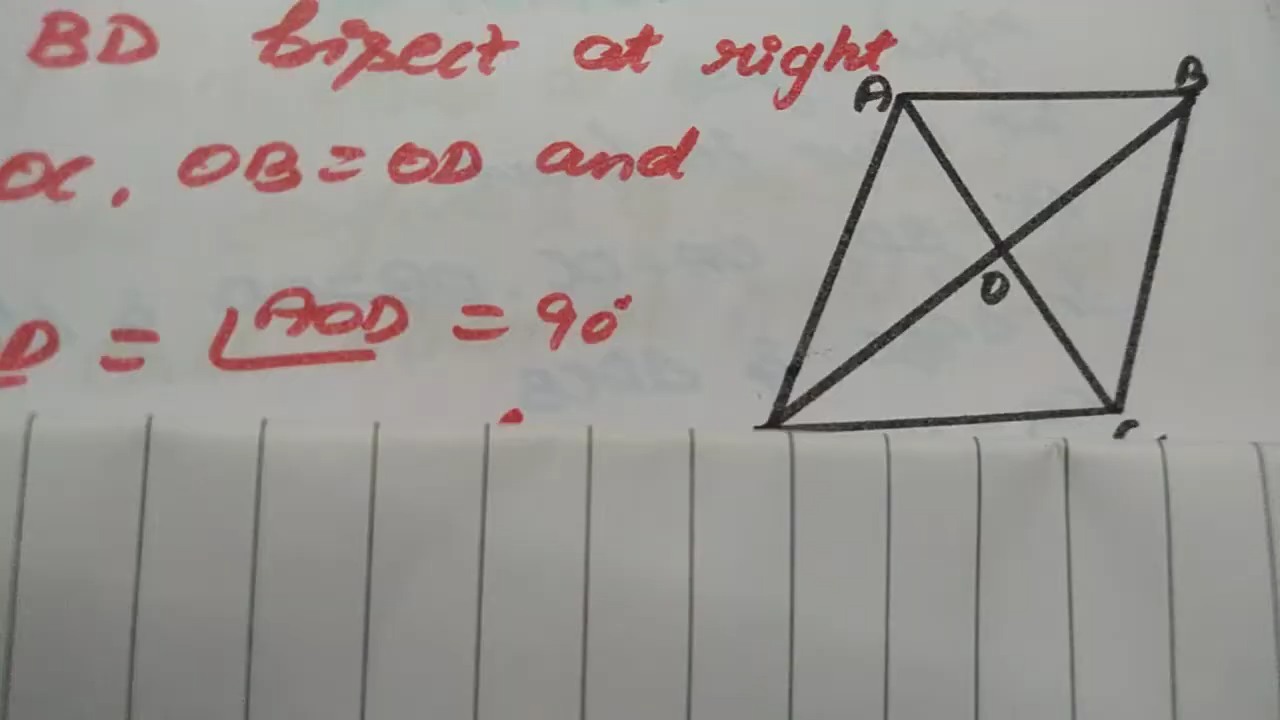 BD bisect at right
OC, OB = OD and
D = ∠AOD = 90°
A
B
O